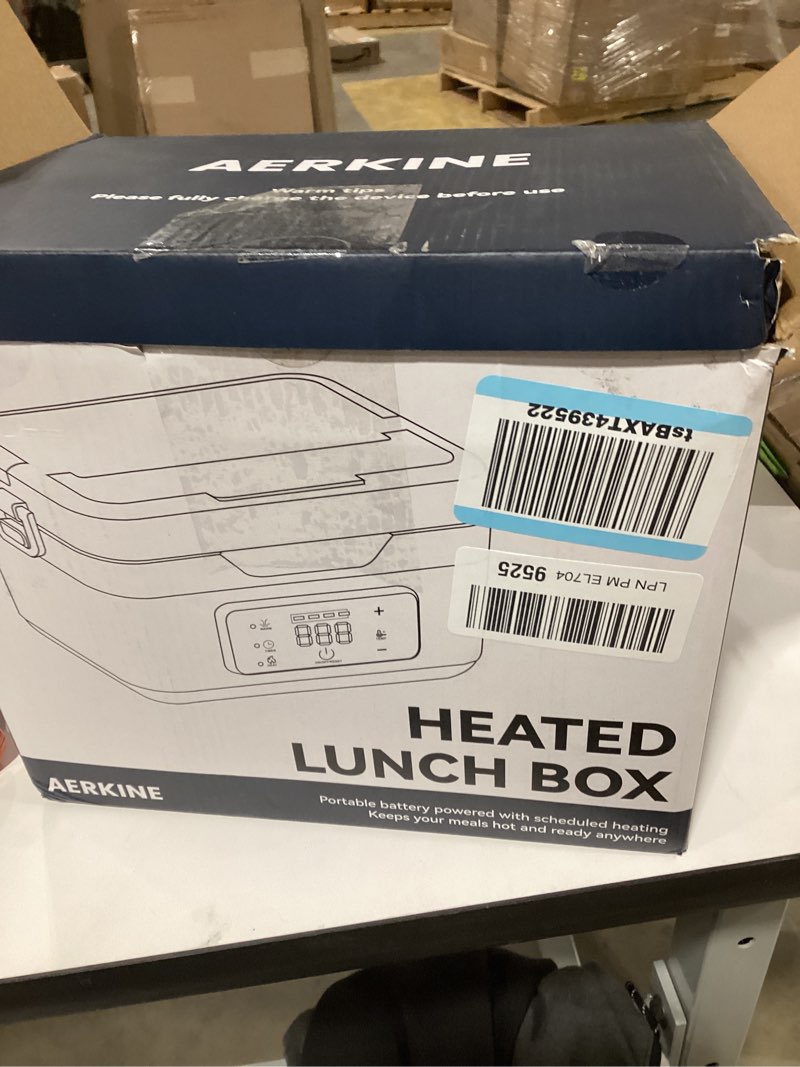 AERKINE
Warm tips
Please fully charge the device before use
tsBAXT439522
LPN PM EL704 9525
888
HEATED
LUNCH BOX
AERKINE
Portable battery powered with scheduled heating
Keeps your meals hot and ready anywhere